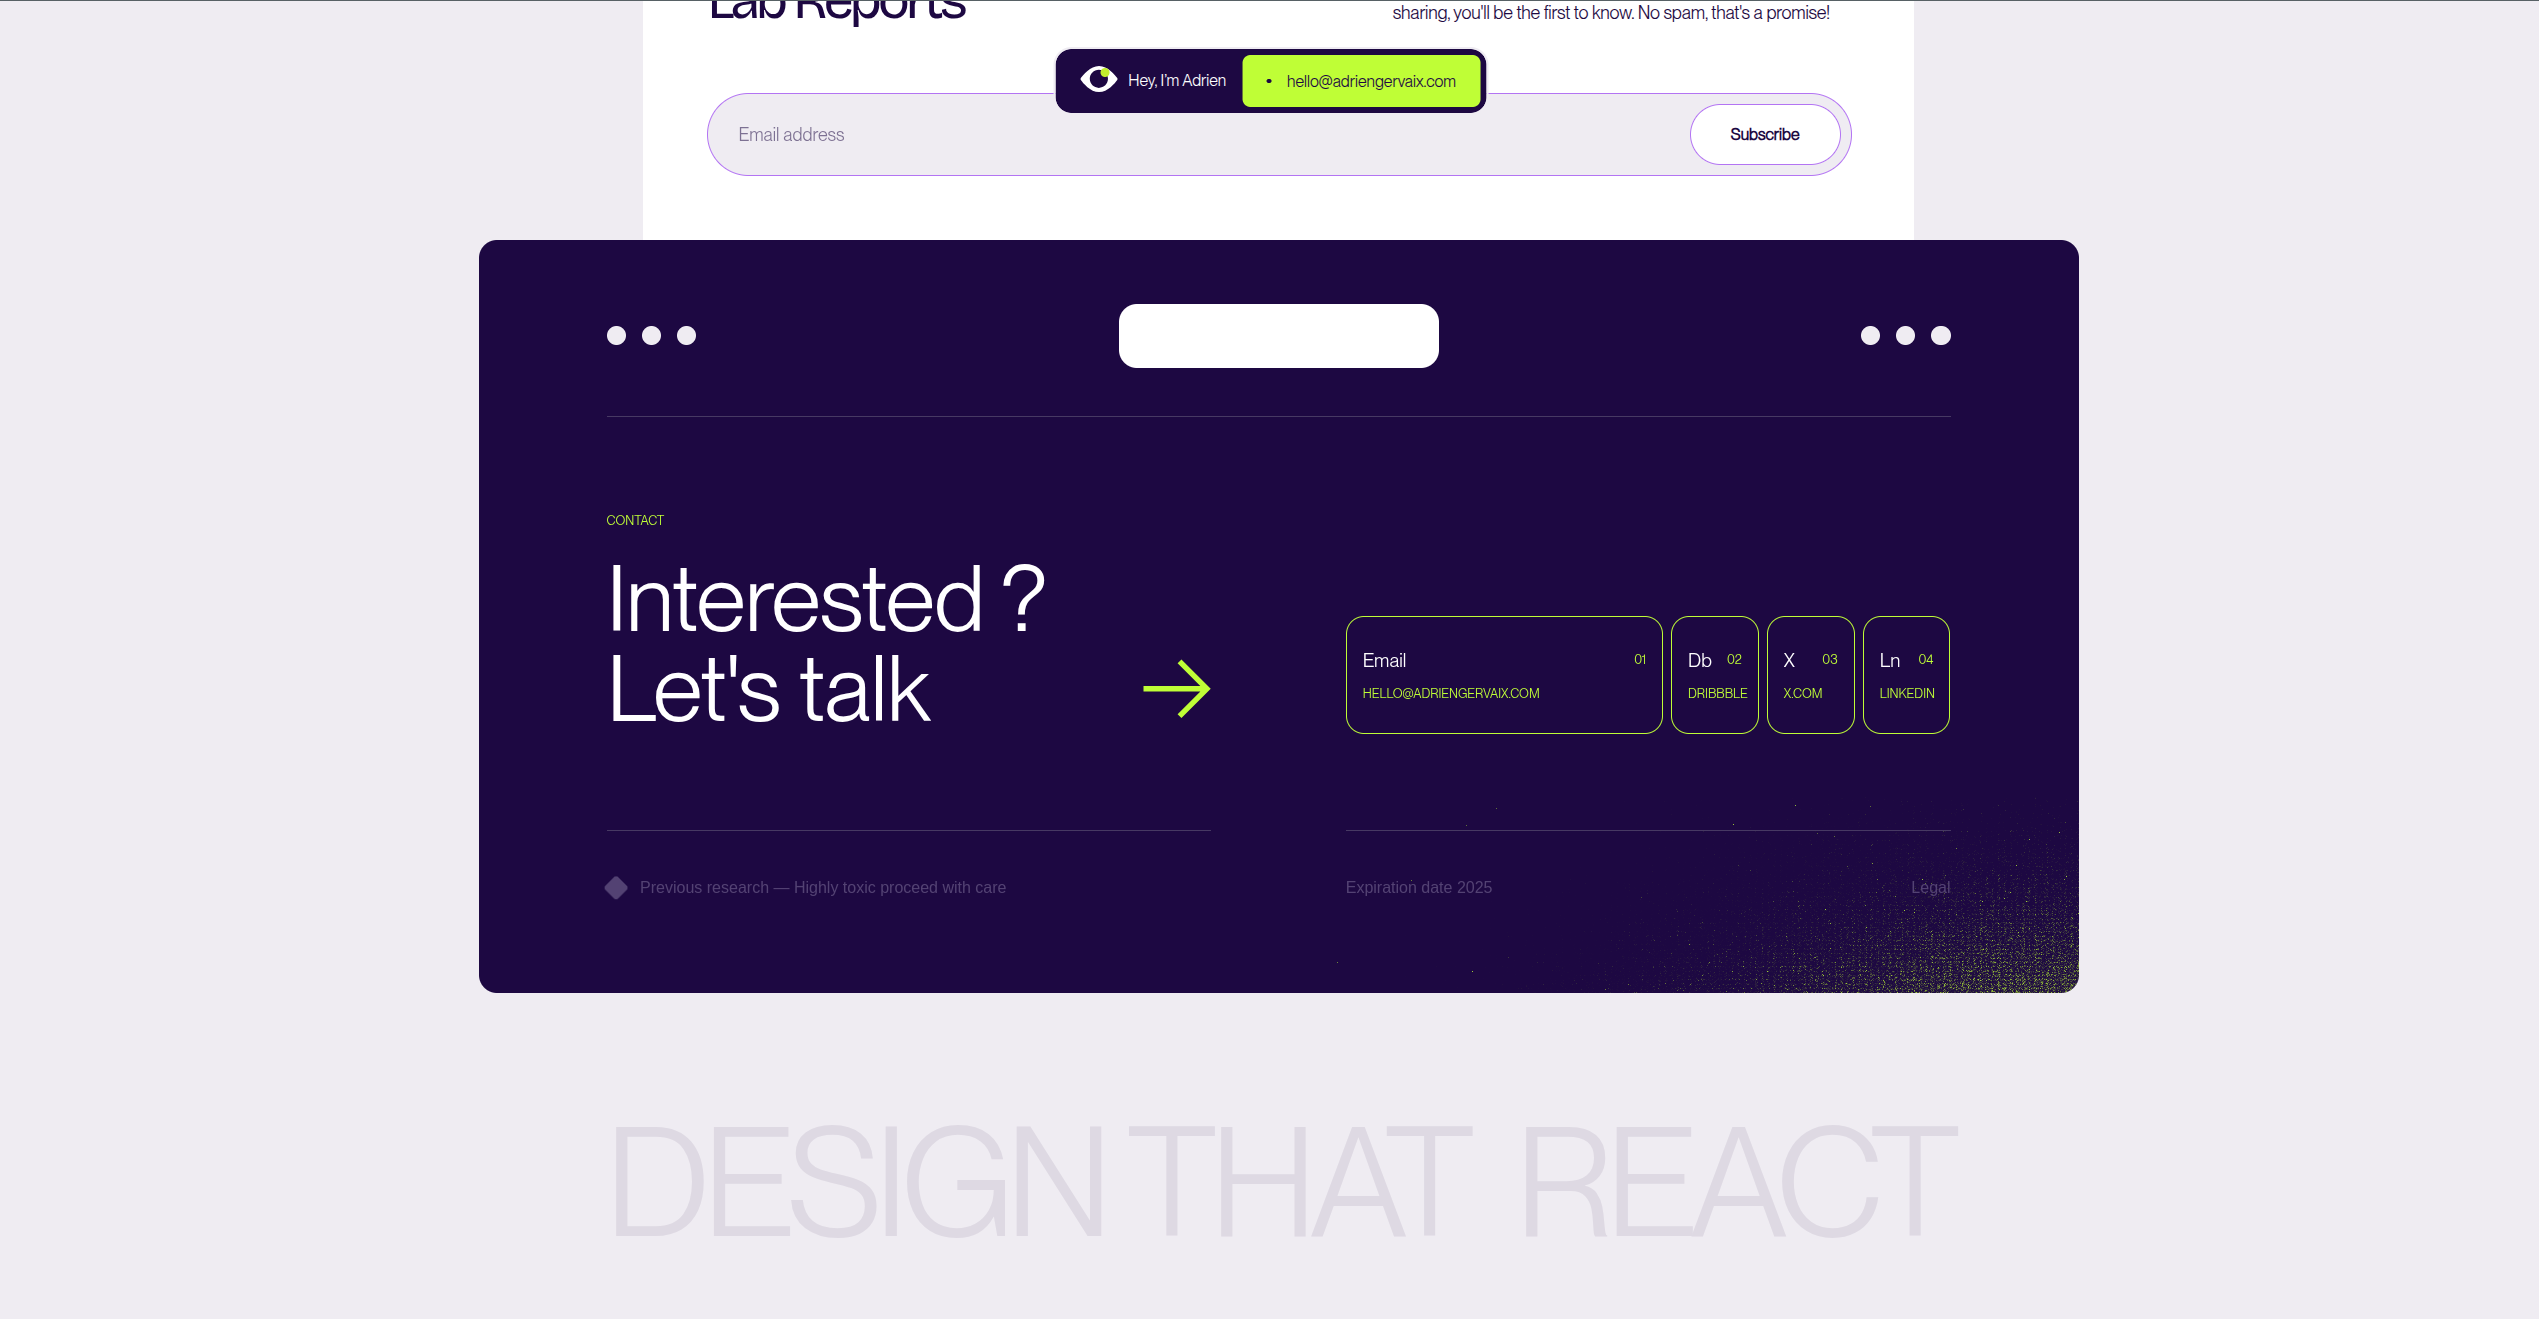 Lab Reports
sharing, you'll be the first to know. No spam, that's a promise!
Hey, I'm Adrien
• hello@adriengervaix.com
Email address
Subscribe
CONTACT
Interested ?
Let's talk
Email 01
HELLO@ADRIENGERVAIX.COM
Db 02
DRIBBBLE
X 03
X.COM
Ln 04
LINKEDIN
Previous research — Highly toxic proceed with care
Expiration date 2025
Legal
DESIGN THAT REACT